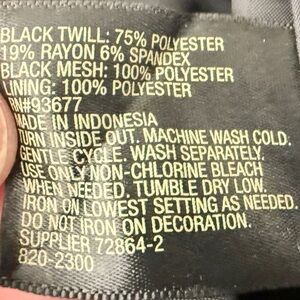 BLACK TWILL: 75% POLYESTER
19% RAYON 6% SPANDEX
BLACK MESH: 100% POLYESTER
LINING: 100% POLYESTER
RN#93677
MADE IN INDONESIA
TURN INSIDE OUT. MACHINE WASH COLD.
GENTLE CYCLE. WASH SEPARATELY.
USE ONLY NON-CHLORINE BLEACH
WHEN NEEDED. TUMBLE DRY LOW.
IRON ON LOWEST SETTING AS NEEDED.
DO NOT IRON ON DECORATION.
SUPPLIER 72864-2
820-2300